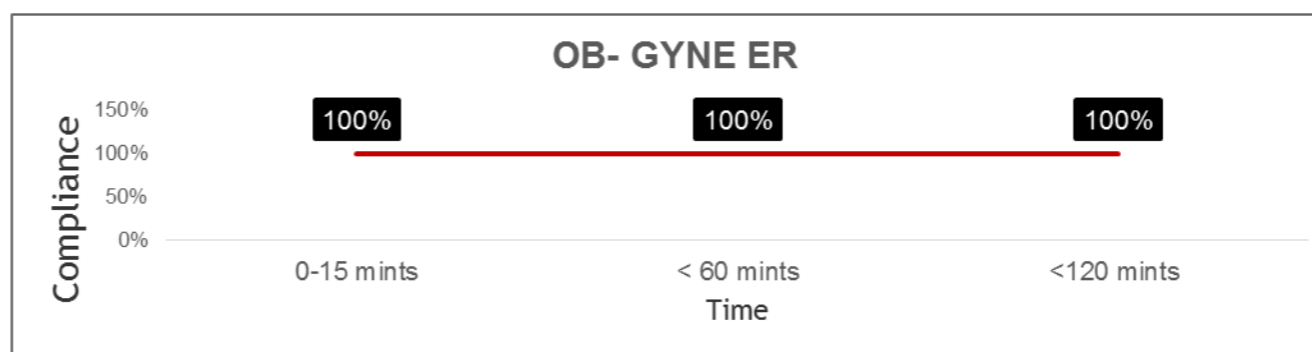 OB- GYNE ER
Compliance
150%
100%
50%
0%
100%
100%
100%
0-15 mints
< 60 mints
<120 mints
Time